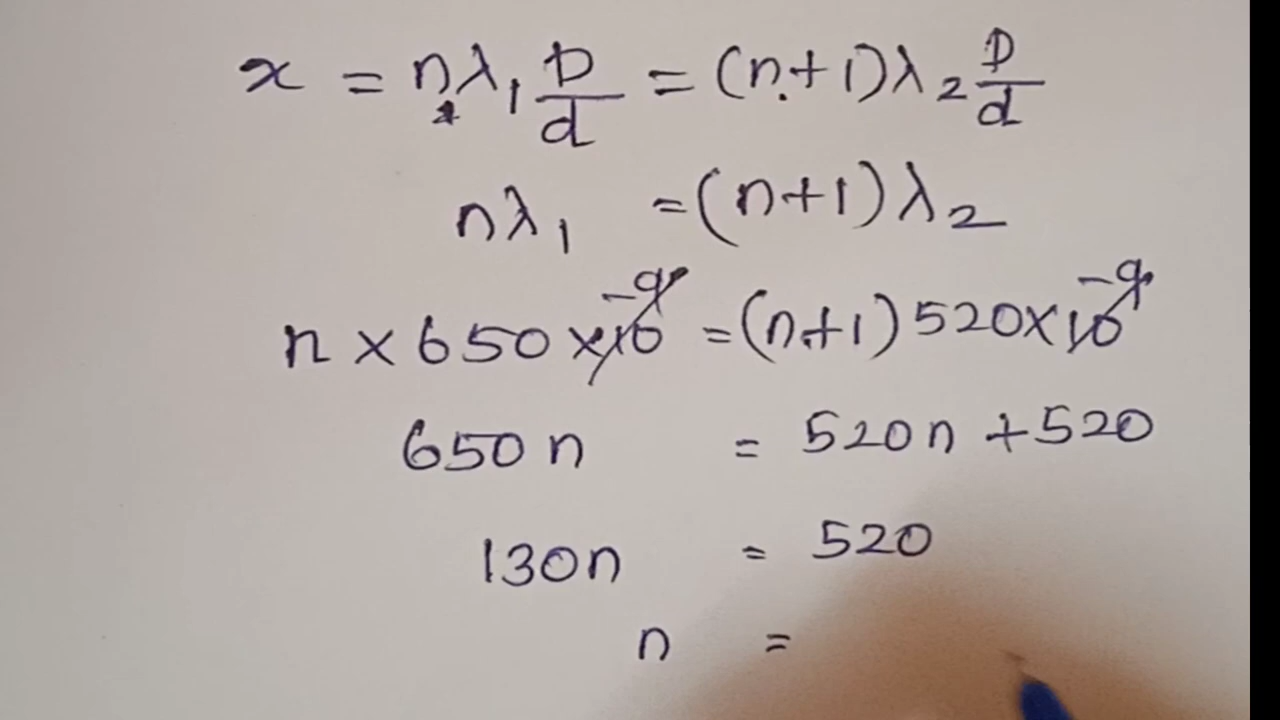 x = nλ₁ D/d = (n+1)λ₂ D/d
nλ₁ = (n+1)λ₂
n × 650 × 10⁻⁹ = (n+1) 520 × 10⁻⁹
650n = 520n + 520
130n = 520
n =